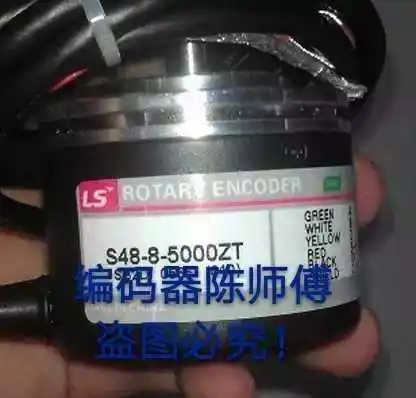 LS
ROTARY ENCODER
S48-8-5000ZT
GREEN
WHITE
YELLOW
RED
BLACK
编码器陈师傅
盗图必究！